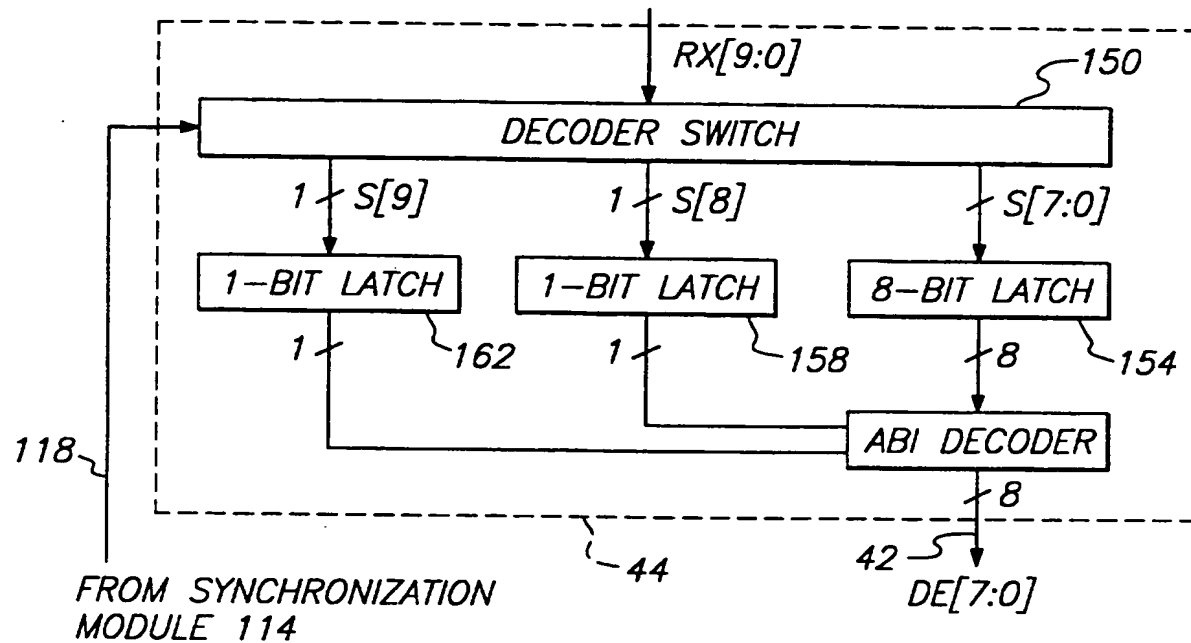 RX[9:0]
150
DECODER SWITCH
1
S[9]
1
S[8]
S[7:0]
1-BIT LATCH
1-BIT LATCH
8-BIT LATCH
1
162
1
158
8
154
ABI DECODER
118
8
44
42
FROM SYNCHRONIZATION
MODULE 114
DE[7:0]